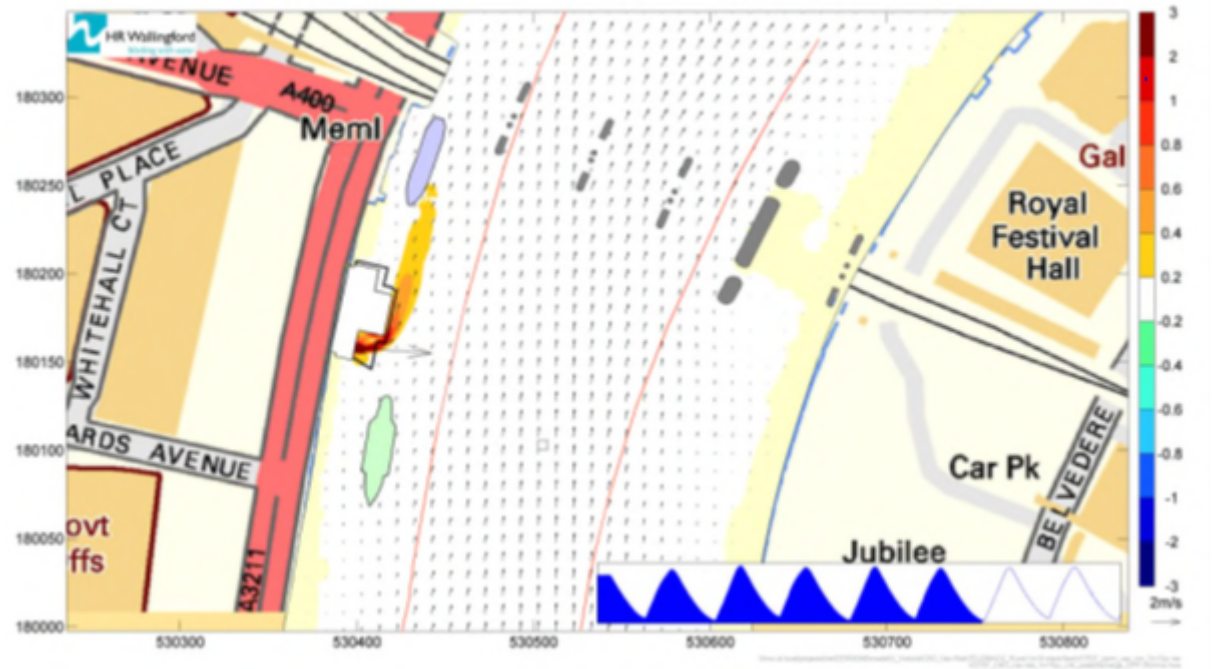 HR Wallingford
AVENUE
A400
Meml
L PLACE
WHITEHALL CT
ARDS AVENUE
A3211
ovt
ffs
Gal
Royal
Festival
Hall
Car Pk
BELVEDERE
Jubilee
180300
180250
180200
180150
180100
180050
180000
530300
530400
530500
530600
530700
530800
3
2
1
0.8
0.6
0.4
0.2
-0.2
-0.4
-0.6
-0.8
-1
-2
-3
2m/s